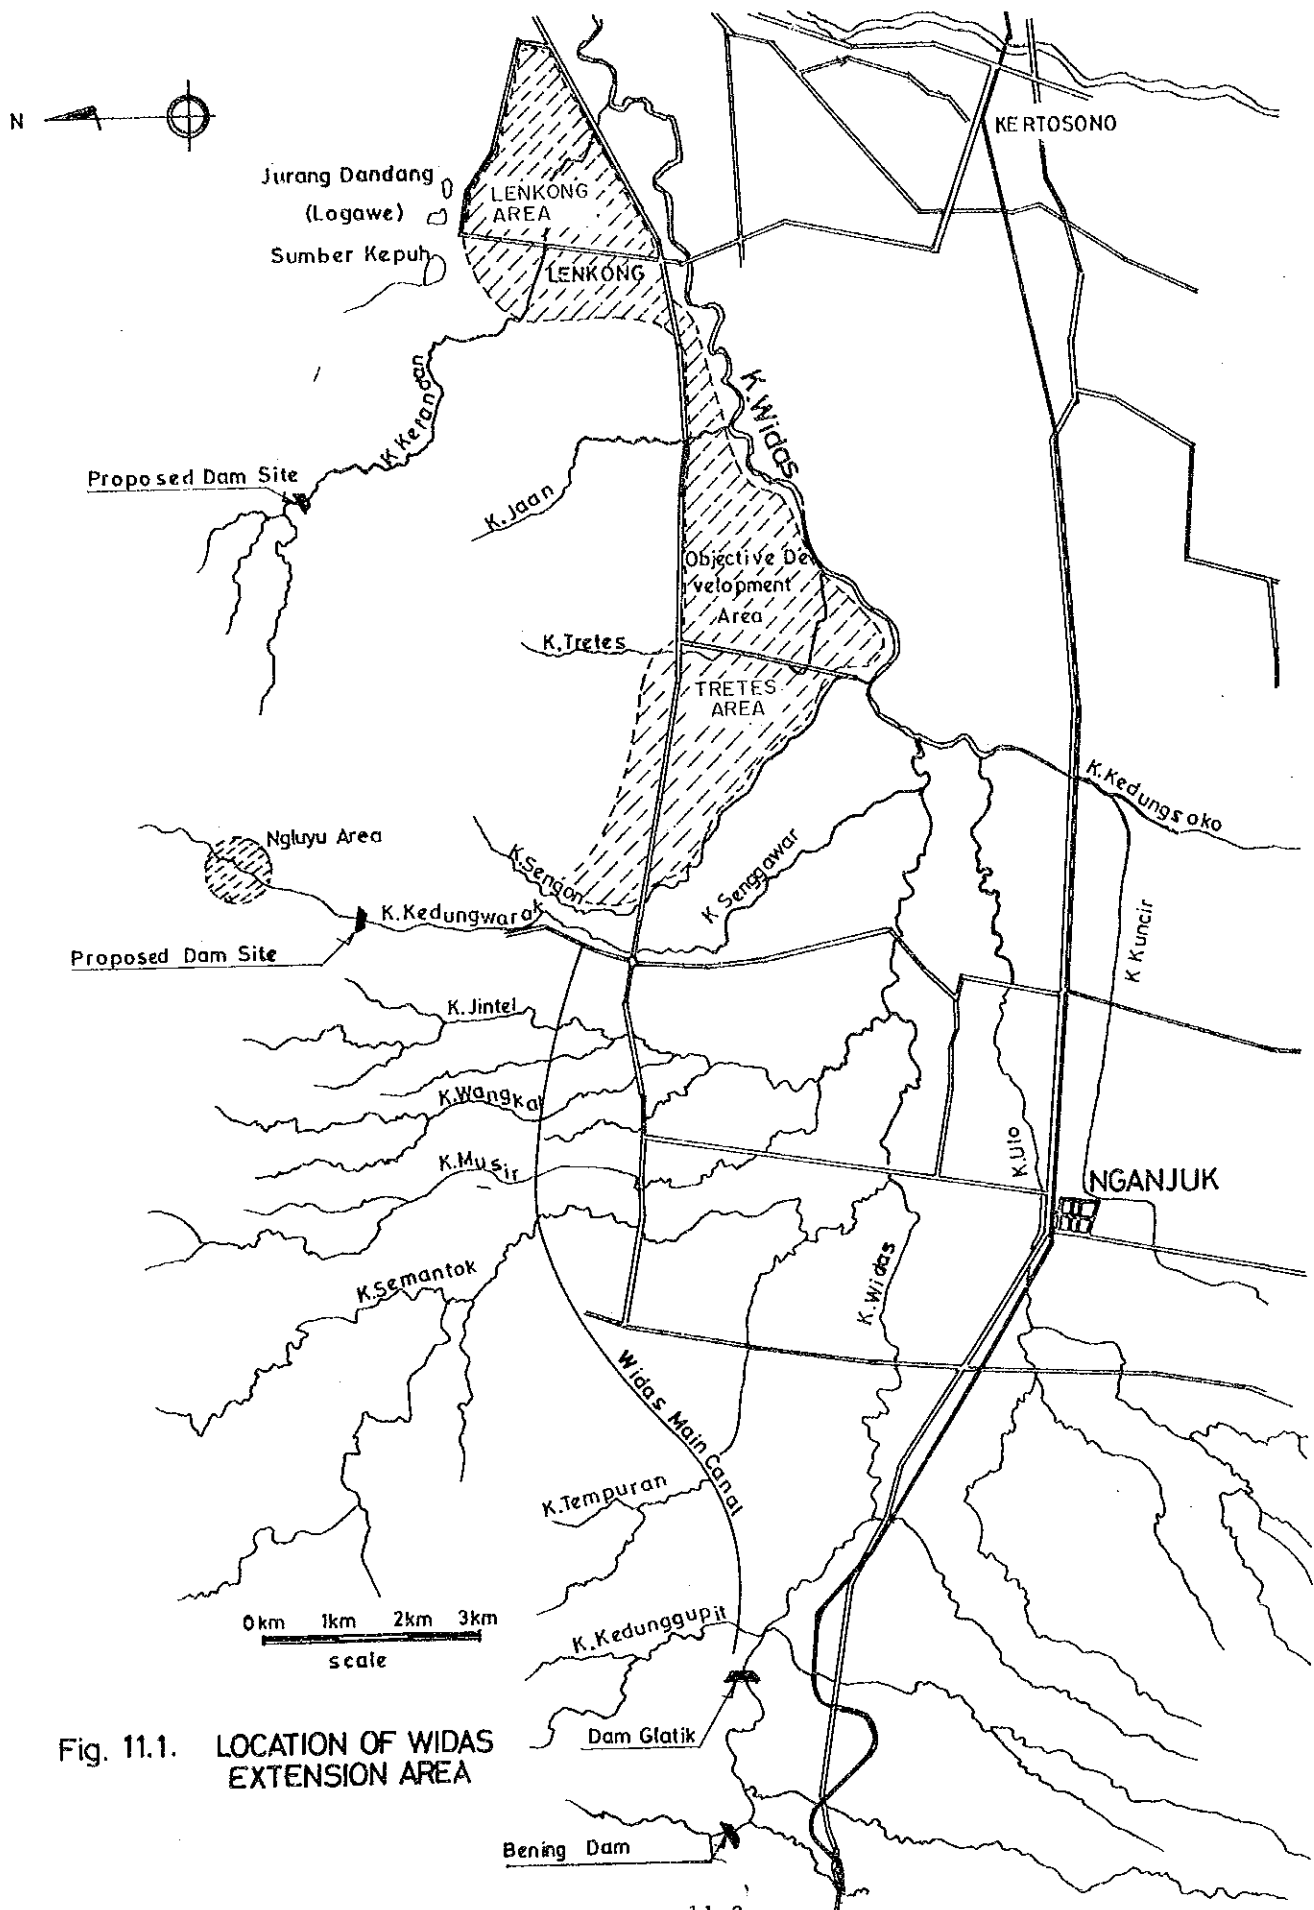 N
KERTOSONO
Jurang Dandang
(Logawe)
Sumber Kepuh
LENKONG
AREA
LENKONG
K.Ketandan
K.Widas
Proposed Dam Site
K.Jaan
Objective De
velopment
Area
K.Tretes
TRETES
AREA
K.Kedungsoko
Ngluyu Area
K.Sengon
K Senggawar
K.Kedungwarak
K Kuncir
Proposed Dam Site
K.Jintel
K.Wangkal
K.Musir
K.Ulo
NGANJUK
K.Semantok
K.Widas
Widas Main Canal
K.Tempuran
0km 1km 2km 3km
scale
K.Kedunggupit
Dam Glatik
Fig. 11.1. LOCATION OF WIDAS
EXTENSION AREA
Bening Dam